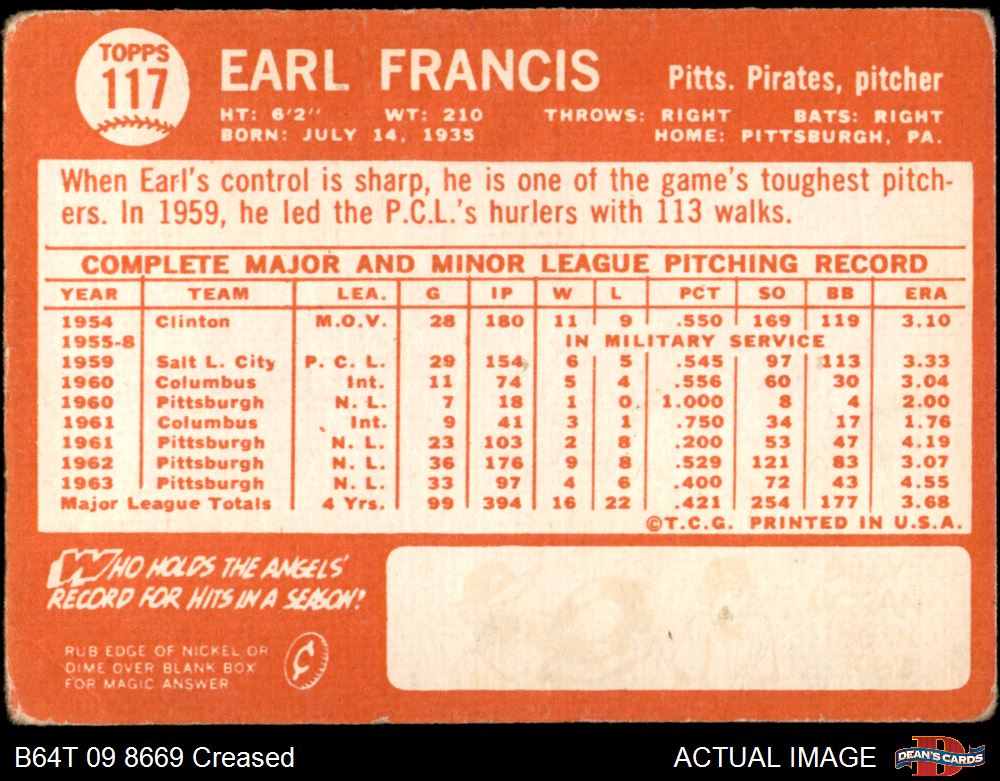 TOPPS
117
EARL FRANCIS
Pitts. Pirates, pitcher
HT: 6'2'' WT: 210 THROWS: RIGHT BATS: RIGHT
BORN: JULY 14, 1935 HOME: PITTSBURGH, PA.
When Earl's control is sharp, he is one of the game's toughest pitch-
ers. In 1959, he led the P.C.L.'s hurlers with 113 walks.
COMPLETE MAJOR AND MINOR LEAGUE PITCHING RECORD
YEAR TEAM LEA. G IP W L PCT SO BB ERA
1954 Clinton M.O.V. 28 180 11 9 .550 169 119 3.10
1955-8 IN MILITARY SERVICE
1959 Salt L. City P. C. L. 29 154 6 5 .545 97 113 3.33
1960 Columbus Int. 11 74 5 4 .556 60 30 3.04
1960 Pittsburgh N. L. 7 18 1 0 1.000 8 4 2.00
1961 Columbus Int. 9 41 3 1 .750 34 17 1.76
1961 Pittsburgh N. L. 23 103 2 8 .200 53 47 4.19
1962 Pittsburgh N. L. 36 176 9 8 .529 121 83 3.07
1963 Pittsburgh N. L. 33 97 4 6 .400 72 43 4.55
Major League Totals 4 Yrs. 99 394 16 22 .421 254 177 3.68
©T.C.G. PRINTED IN U.S.A.
WHO HOLDS THE ANGELS'
RECORD FOR HITS IN A SEASON?
RUB EDGE OF NICKEL OR
DIME OVER BLANK BOX
FOR MAGIC ANSWER
B64T 09 8669 Creased
ACTUAL IMAGE
DEAN'S CARDS